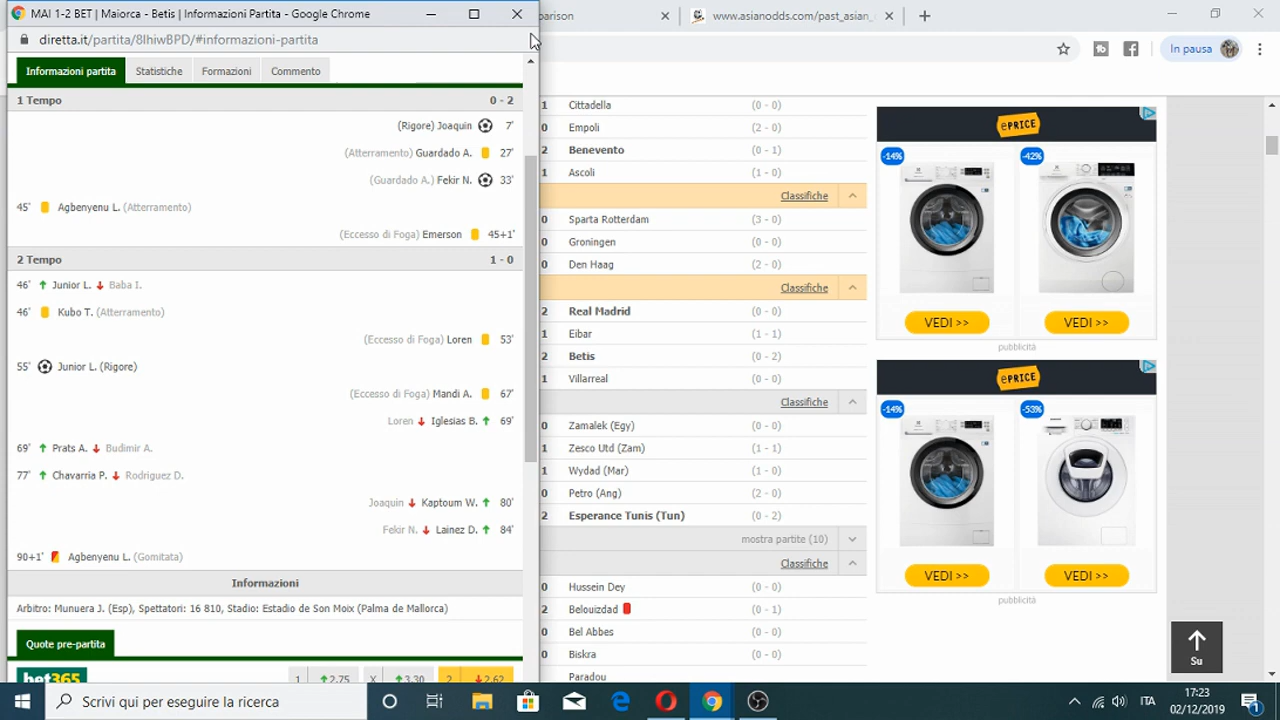 MAI 1-2 BET | Maiorca - Betis | Informazioni Partita - Google Chrome
parison
www.asianodds.com/past_asian_
diretta.it/partita/8IhiwBPD/#informazioni-partita
In pausa
Informazioni partita
Statistiche
Formazioni
Commento
1 Tempo 0 - 2
(Rigore) Joaquin 7'
(Atterramento) Guardado A. 27'
(Guardado A.) Fekir N. 33'
45' Agbenyenu L. (Atterramento)
(Eccesso di Foga) Emerson 45+1'
2 Tempo 1 - 0
46' Junior L. Baba I.
46' Kubo T. (Atterramento)
(Eccesso di Foga) Loren 53'
55' Junior L. (Rigore)
(Eccesso di Foga) Mandi A. 67'
Loren Iglesias B. 69'
69' Prats A. Budimir A.
77' Chavarria P. Rodriguez D.
Joaquin Kaptoum W. 80'
Fekir N. Lainez D. 84'
90+1' Agbenyenu L. (Gomitata)
Informazioni
Arbitro: Munuera J. (Esp), Spettatori: 16 810, Stadio: Estadio de Son Moix (Palma de Mallorca)
Quote pre-partita
bet365 1 2.75 X 3.30 2 2.62
1 Cittadella (0 - 0)
0 Empoli (2 - 0)
2 Benevento (0 - 1)
1 Ascoli (1 - 0)
Classifiche
0 Sparta Rotterdam (3 - 0)
0 Groningen (0 - 0)
0 Den Haag (2 - 0)
Classifiche
2 Real Madrid (0 - 0)
1 Eibar (1 - 1)
2 Betis (0 - 2)
1 Villarreal (0 - 0)
Classifiche
0 Zamalek (Egy) (0 - 0)
1 Zesco Utd (Zam) (1 - 1)
1 Wydad (Mar) (1 - 0)
0 Petro (Ang) (2 - 0)
2 Esperance Tunis (Tun) (0 - 2)
mostra partite (10)
Classifiche
0 Hussein Dey (0 - 0)
2 Belouizdad (0 - 1)
0 Bel Abbes (0 - 0)
0 Biskra (0 - 0)
Paradou
ePRICE
-14%
-42%
VEDI >>
VEDI >>
pubblicità
ePRICE
-14%
-53%
VEDI >>
VEDI >>
pubblicità
Su
Scrivi qui per eseguire la ricerca
ITA
17:23
02/12/2019
1